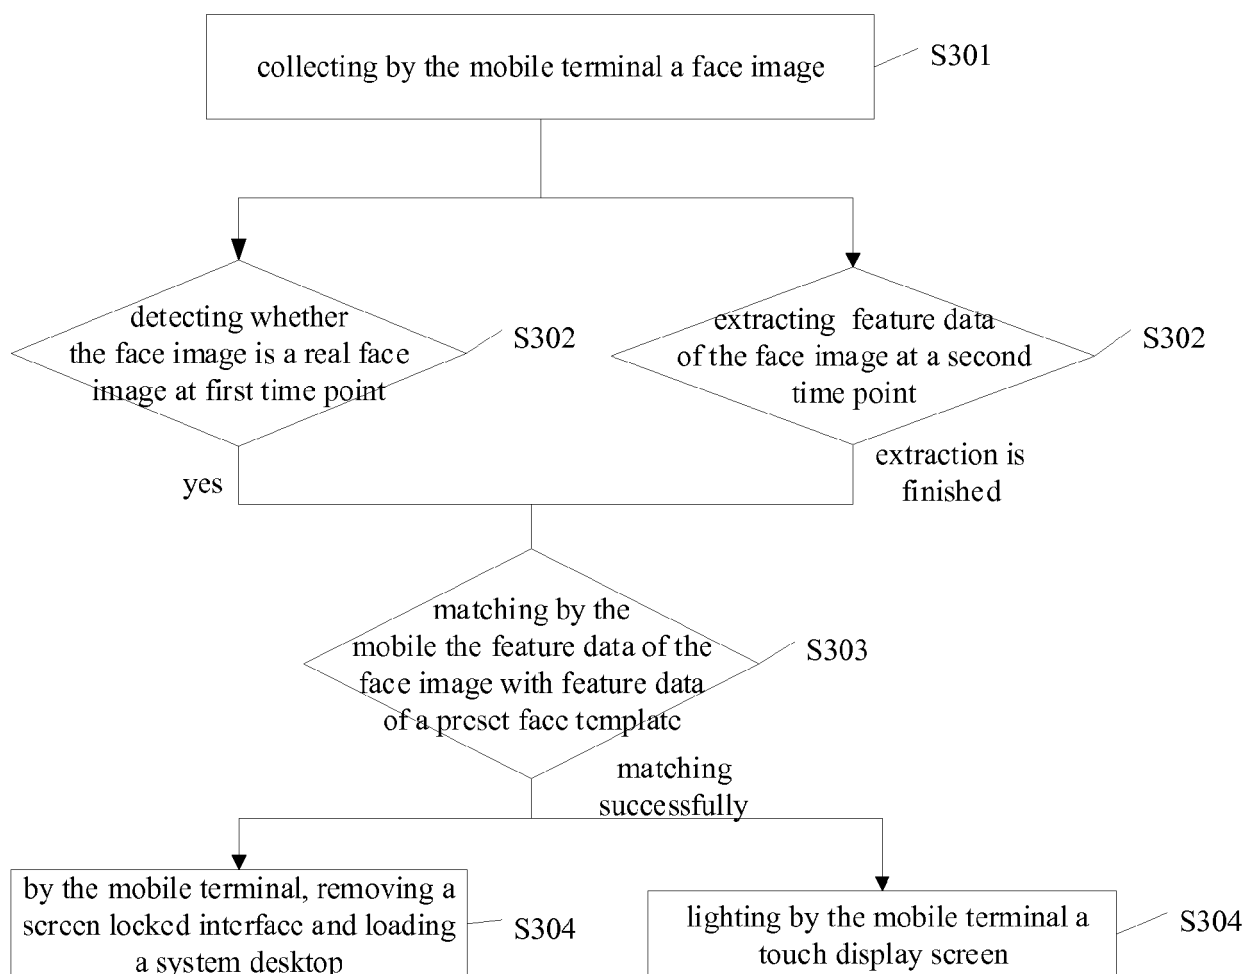 collecting by the mobile terminal a face image
S301
detecting whether
the face image is a real face
image at first time point
S302
extracting feature data
of the face image at a second
time point
S302
yes
extraction is
finished
matching by the
mobile the feature data of the
face image with feature data
of a preset face template
S303
matching
successfully
by the mobile terminal, removing a
screen locked interface and loading
a system desktop
S304
lighting by the mobile terminal a
touch display screen
S304